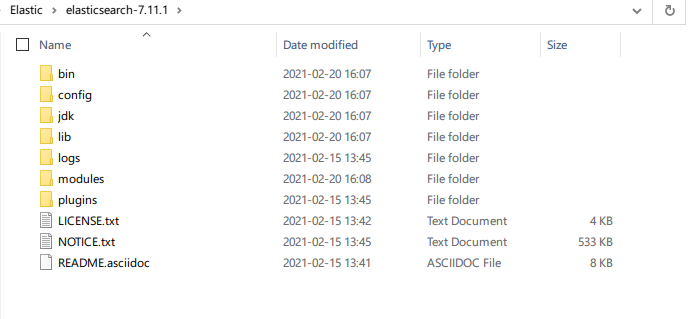 Elastic > elasticsearch-7.11.1 >
Name Date modified Type Size
bin 2021-02-20 16:07 File folder
config 2021-02-20 16:07 File folder
jdk 2021-02-20 16:07 File folder
lib 2021-02-20 16:07 File folder
logs 2021-02-15 13:45 File folder
modules 2021-02-20 16:08 File folder
plugins 2021-02-15 13:45 File folder
LICENSE.txt 2021-02-15 13:42 Text Document 4 KB
NOTICE.txt 2021-02-15 13:45 Text Document 533 KB
README.asciidoc 2021-02-15 13:41 ASCIIDOC File 8 KB